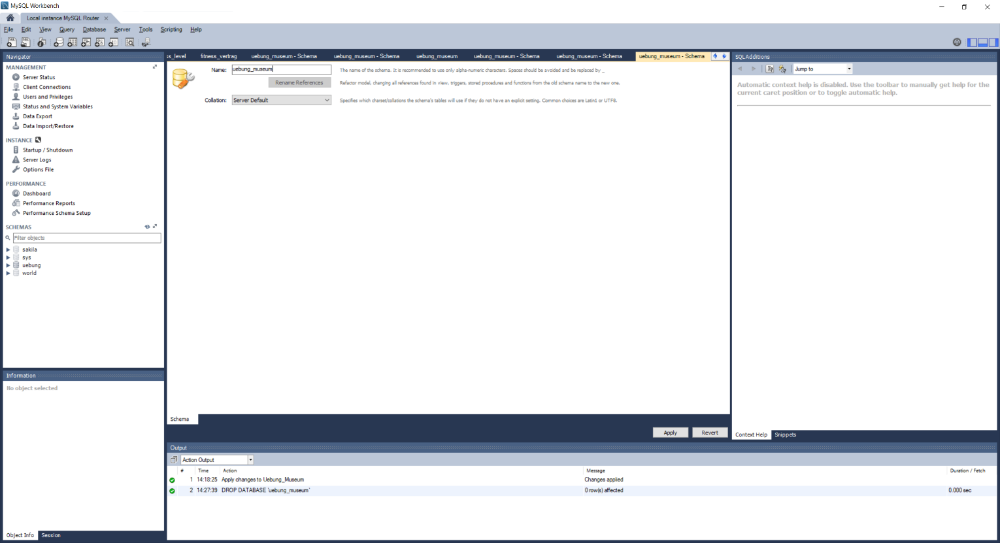 MySQL Workbench
Local instance MySQL Router ×
File Edit View Query Database Server Tools Scripting Help
Navigator
MANAGEMENT
Server Status
Client Connections
Users and Privileges
Status and System Variables
Data Export
Data Import/Restore
INSTANCE
Startup / Shutdown
Server Logs
Options File
PERFORMANCE
Dashboard
Performance Reports
Performance Schema Setup
SCHEMAS
Filter objects
sakila
sys
uebung
world
Information
No object selected
Object Info Session
ss_level fitness_vertrag uebung_museum - Schema uebung_museum - Schema uebung_museum uebung_museum - Schema uebung_museum - Schema uebung_museum - Schema
Name: uebung_museum The name of the schema. It is recommended to use only alpha-numeric characters. Spaces should be avoided and be replaced by _
Rename References Refactor model, changing all references found in view, triggers, stored procedures and functions from the old schema name to the new one.
Collation: Server Default Specifies which charset/collations the schema's tables will use if they do not have an explicit setting. Common choices are Latin1 or UTF8.
Schema
Apply Revert
SQLAdditions
Jump to
Automatic context help is disabled. Use the toolbar to manually get help for the
current caret position or to toggle automatic help.
Context Help Snippets
Output
Action Output
# Time Action Message Duration / Fetch
1 14:18:25 Apply changes to Uebung_Museum Changes applied
2 14:27:39 DROP DATABASE `uebung_museum` 0 row(s) affected 0.000 sec